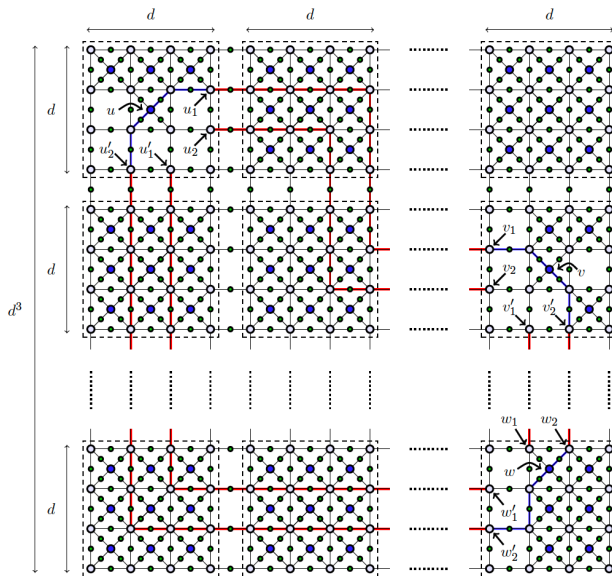 d d d
d
u u₁
u′₂ u′₁ u₂
d³
d
v₁
v₂ v
v′₁ v′₂
w₁ w₂
d
w
w′₁
w′₂